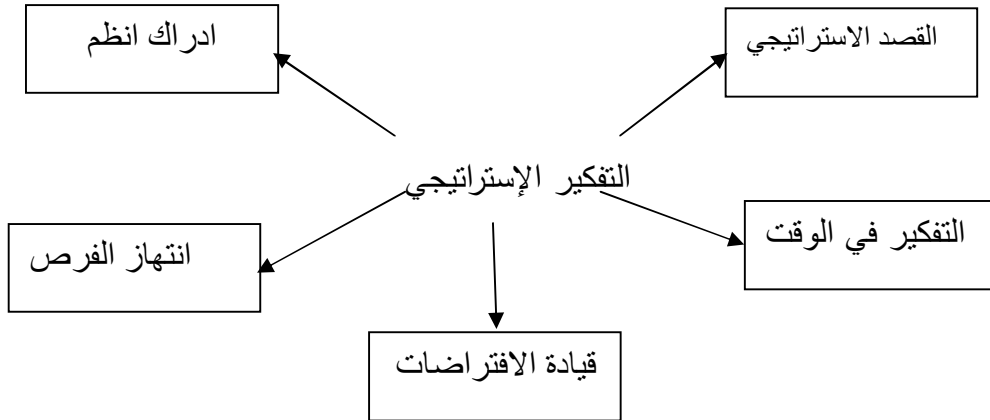 القصد الاستراتيجي
ادراك انظم
التفكير الإستراتيجي
التفكير في الوقت
انتهاز الفرص
قيادة الافتراضات